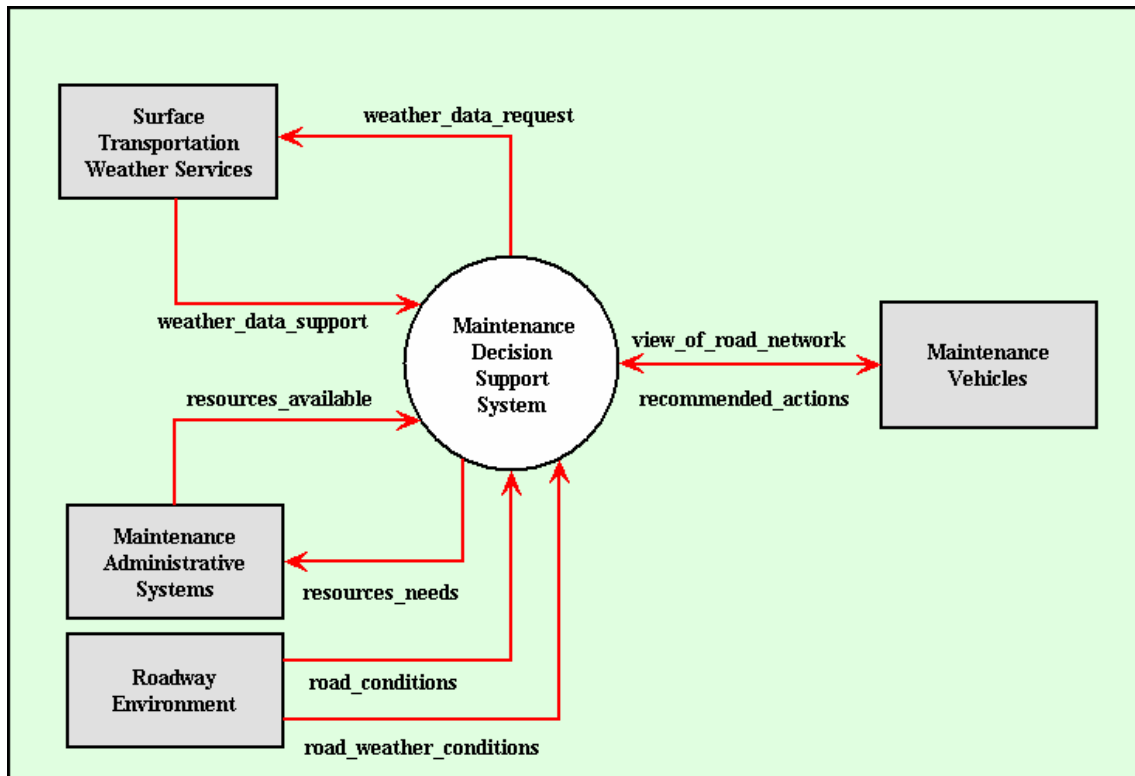 Surface
Transportation
Weather Services
weather_data_request
weather_data_support
Maintenance
Decision
Support
System
view_of_road_network
recommended_actions
Maintenance
Vehicles
resources_available
Maintenance
Administrative
Systems
resources_needs
Roadway
Environment
road_conditions
road_weather_conditions